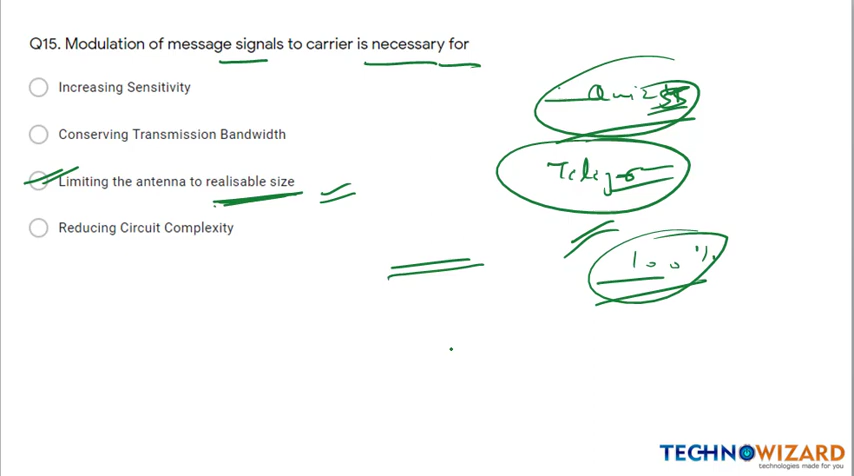 Q15. Modulation of message signals to carrier is necessary for
Increasing Sensitivity
Conserving Transmission Bandwidth
Limiting the antenna to realisable size
Reducing Circuit Complexity
100%
TECHNOWIZARD
technologies made for you